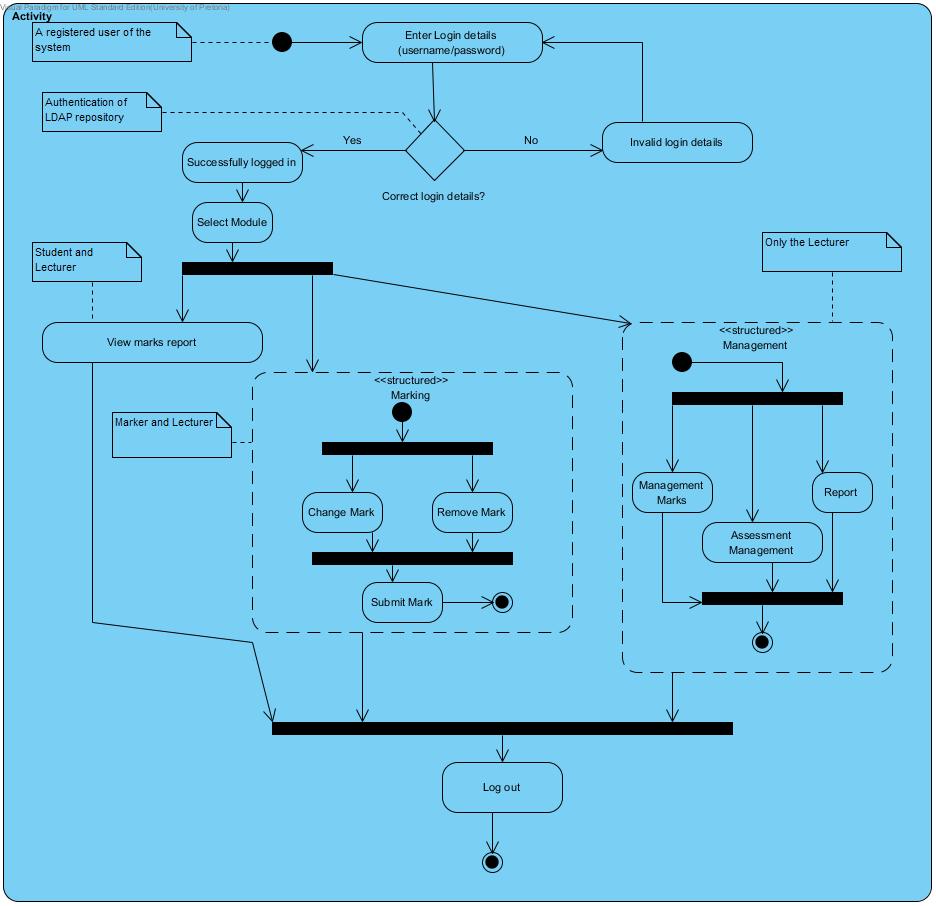 Visual Paradigm for UML Standard Edition(University of Pretoria)
Activity
A registered user of the
system
Enter Login details
(username/password)
Authentication of
LDAP repository
Yes
No
Invalid login details
Successfully logged in
Correct login details?
Select Module
Student and
Lecturer
Only the Lecturer
View marks report
<<structured>>
Management
<<structured>>
Marking
Marker and Lecturer
Management
Marks
Report
Change Mark
Remove Mark
Assessment
Management
Submit Mark
Log out